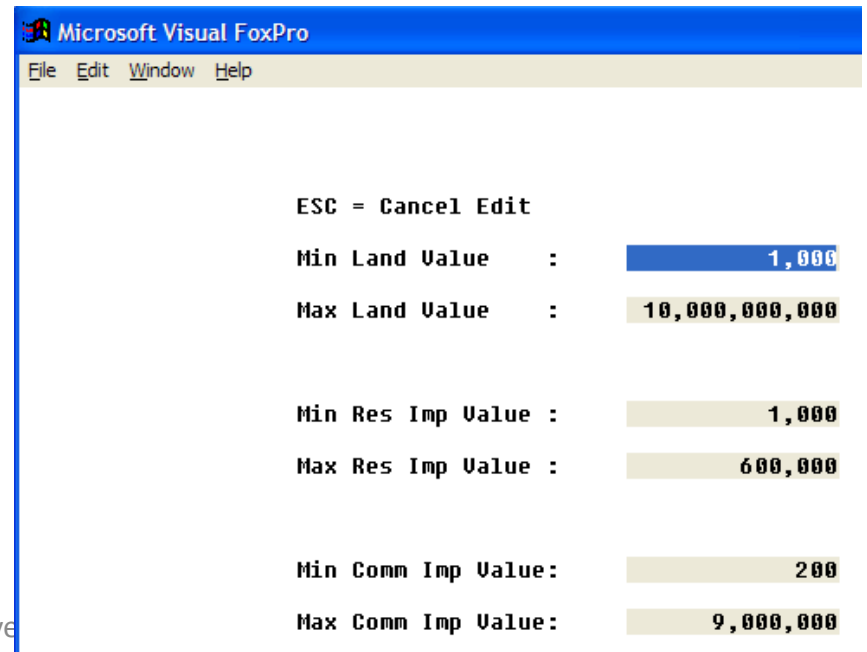 Microsoft Visual FoxPro
File Edit Window Help
ESC = Cancel Edit
Min Land Value : 1,000
Max Land Value : 10,000,000,000
Min Res Imp Value : 1,000
Max Res Imp Value : 600,000
Min Comm Imp Value: 200
Max Comm Imp Value: 9,000,000